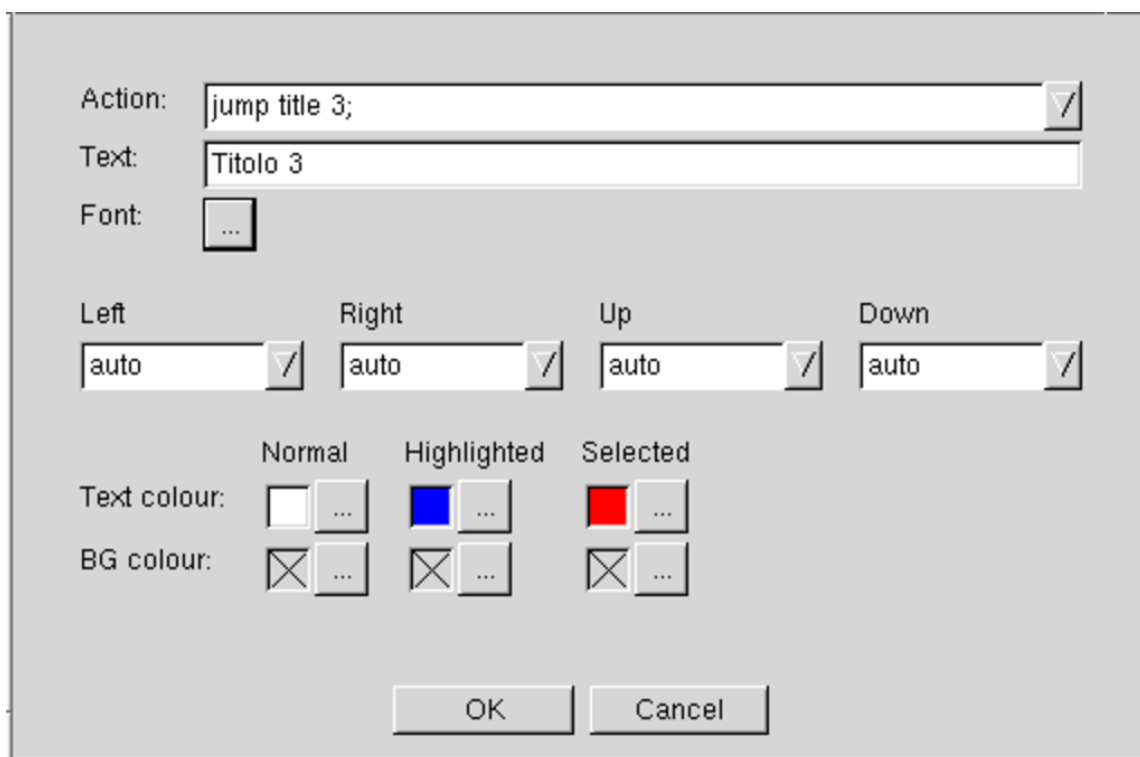 Action: jump title 3;
Text: Titolo 3
Font: ...
Left Right Up Down
auto auto auto auto
Normal Highlighted Selected
Text colour: ... ... ...
BG colour: ... ... ...
OK Cancel